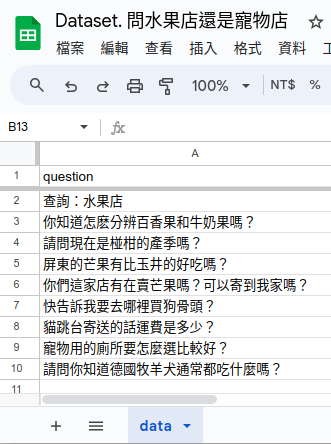 Dataset. 問水果店還是寵物店
檔案 編輯 查看 插入 格式 資料
100% NT$ %
B13 fx
A
1 question
2 查詢：水果店
3 你知道怎麼分辨百香果和牛奶果嗎？
4 請問現在是椪柑的產季嗎？
5 屏東的芒果有比玉井的好吃嗎？
6 你們這家店有在賣芒果嗎？可以寄到我家嗎？
7 快告訴我要去哪裡買狗骨頭？
8 貓跳台寄送的話運費是多少？
9 寵物用的廁所要怎麼選比較好？
10 請問你知道德國牧羊犬通常都吃什麼嗎？
11
data